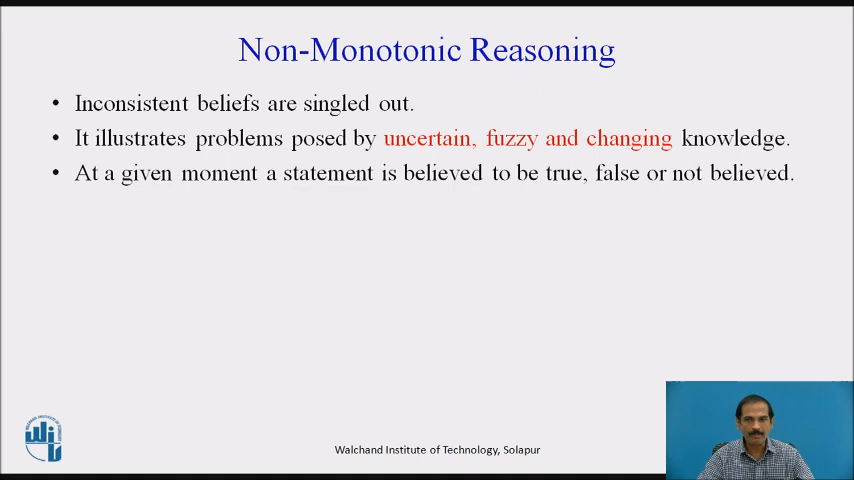 Non-Monotonic Reasoning
• Inconsistent beliefs are singled out.
• It illustrates problems posed by uncertain, fuzzy and changing knowledge.
• At a given moment a statement is believed to be true, false or not believed.
Walchand Institute of Technology, Solapur